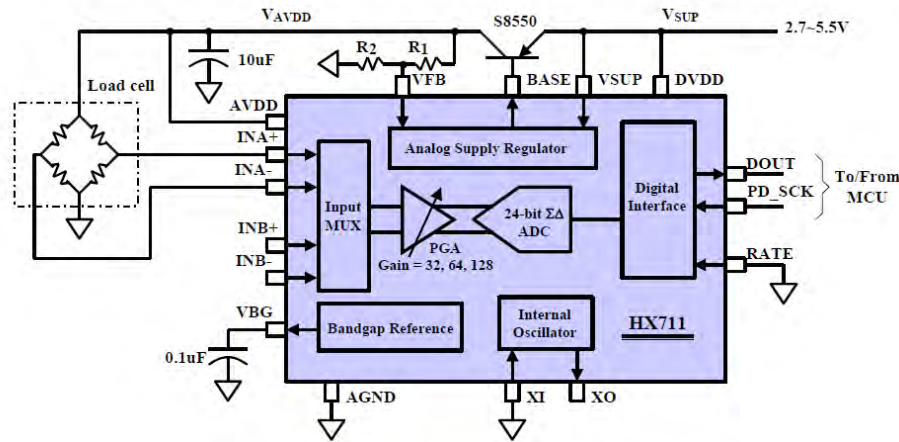 V_AVDD
S8550
V_SUP
2.7~5.5V
10uF
R2
R1
Load cell
VFB
BASE
VSUP
DVDD
AVDD
INA+
INA-
INB+
INB-
VBG
0.1uF
Analog Supply Regulator
Input
MUX
PGA
Gain = 32, 64, 128
24-bit ΣΔ
ADC
Digital
Interface
DOUT
PD_SCK
To/From
MCU
RATE
Bandgap Reference
Internal
Oscillator
HX711
AGND
XI
XO